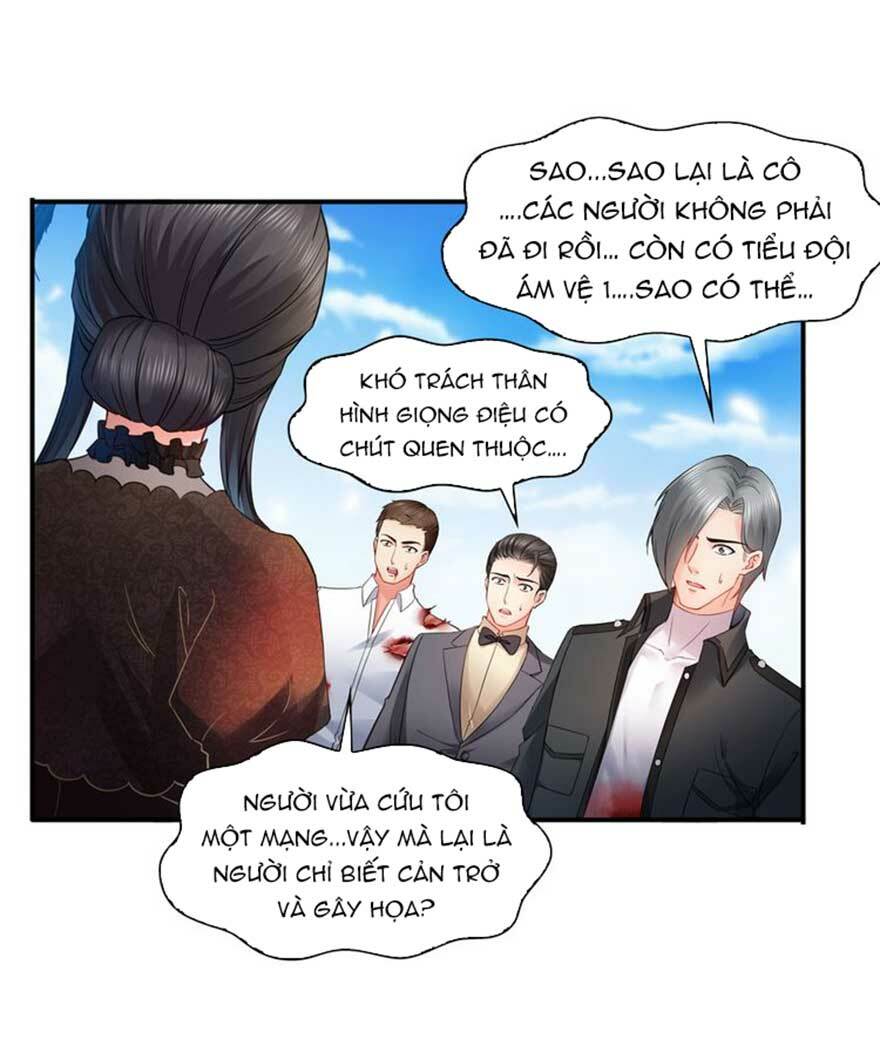 SAO...SAO LẠI LÀ CÔ
....CÁC NGƯỜI KHÔNG PHẢI
ĐÃ ĐI RỒI... CÒN CÓ TIỂU ĐỘI
ÁM VỆ 1....SAO CÓ THỂ...
KHÓ TRÁCH THÂN
HÌNH GIỌNG ĐIỆU CÓ
CHÚT QUEN THUỘC....
NGƯỜI VỪA CỨU TÔI
MỘT MẠNG...VẬY MÀ LẠI LÀ
NGƯỜI CHỈ BIẾT CẢN TRỞ
VÀ GÂY HỌA?